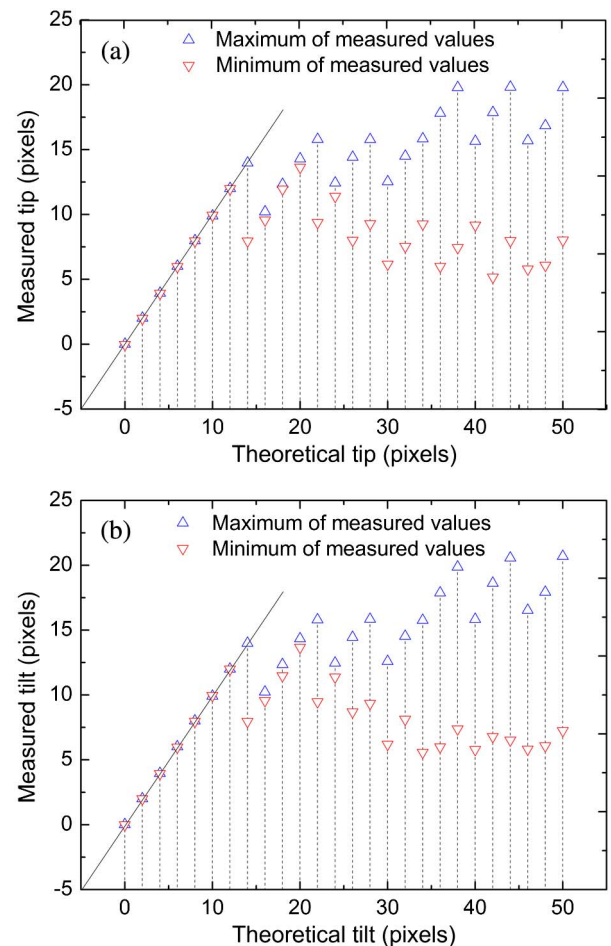 25
(a)
Maximum of measured values
Minimum of measured values
20
15
10
5
0
-5
Measured tip (pixels)
0 10 20 30 40 50
Theoretical tip (pixels)
25
(b)
Maximum of measured values
Minimum of measured values
20
15
10
5
0
-5
Measured tilt (pixels)
0 10 20 30 40 50
Theoretical tilt (pixels)